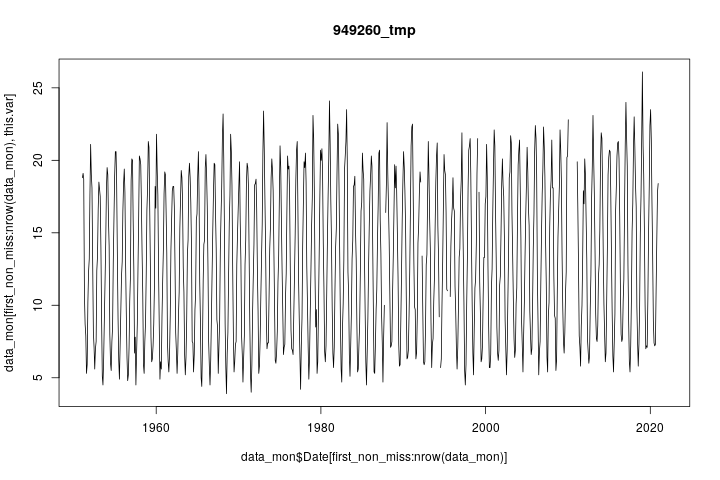 949260_tmp
data_mon[first_non_miss:nrow(data_mon), this.var]
25
20
15
10
5
1960 1980 2000 2020
data_mon$Date[first_non_miss:nrow(data_mon)]